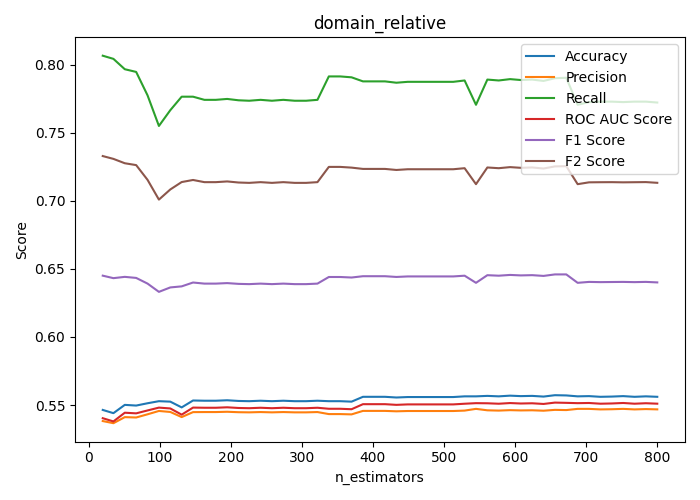 domain_relative
Score
0.80
0.75
0.70
0.65
0.60
0.55
Accuracy
Precision
Recall
ROC AUC Score
F1 Score
F2 Score
0
100
200
300
400
500
600
700
800
n_estimators